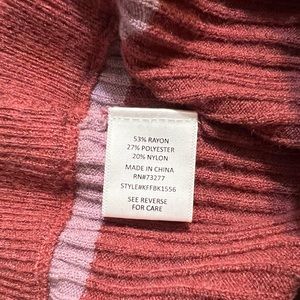 53% RAYON
27% POLYESTER
20% NYLON
MADE IN CHINA
RN#73277
STYLE#KFFBK1556
SEE REVERSE
FOR CARE